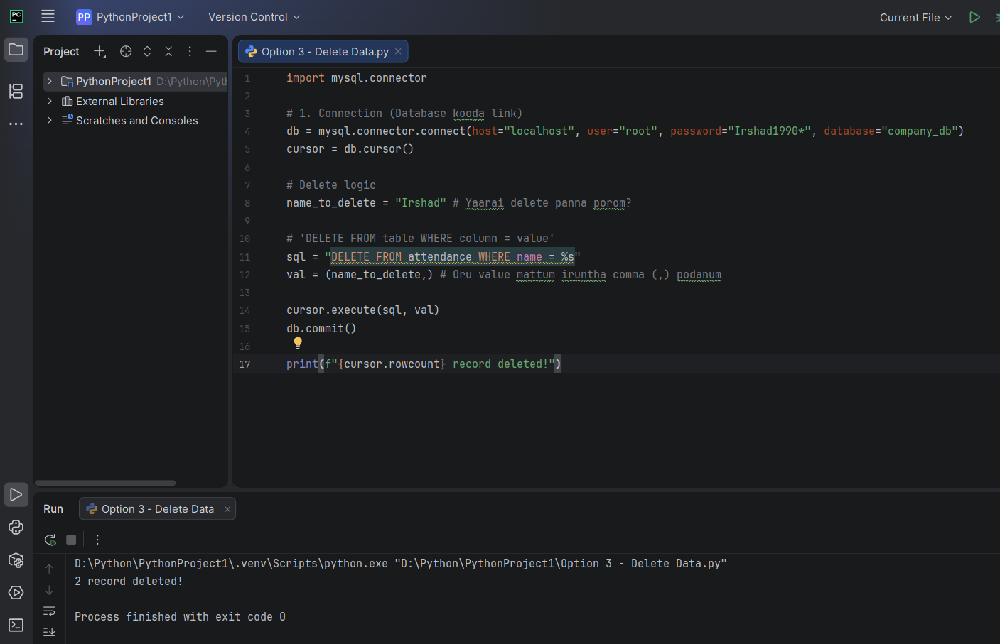 PC
PP PythonProject1
Version Control
Current File
Project
PythonProject1 D:\Python\Pyth
External Libraries
Scratches and Consoles
Option 3 - Delete Data.py
1 import mysql.connector
2
3 # 1. Connection (Database kooda link)
4 db = mysql.connector.connect(host="localhost", user="root", password="Irshad1990*", database="company_db")
5 cursor = db.cursor()
6
7 # Delete logic
8 name_to_delete = "Irshad" # Yaarai delete panna porom?
9
10 # 'DELETE FROM table WHERE column = value'
11 sql = "DELETE FROM attendance WHERE name = %s"
12 val = (name_to_delete,) # Oru value mattum iruntha comma (,) podanum
13
14 cursor.execute(sql, val)
15 db.commit()
16
17 print(f"{cursor.rowcount} record deleted!")
Run
Option 3 - Delete Data
D:\Python\PythonProject1\.venv\Scripts\python.exe "D:\Python\PythonProject1\Option 3 - Delete Data.py"
2 record deleted!
Process finished with exit code 0